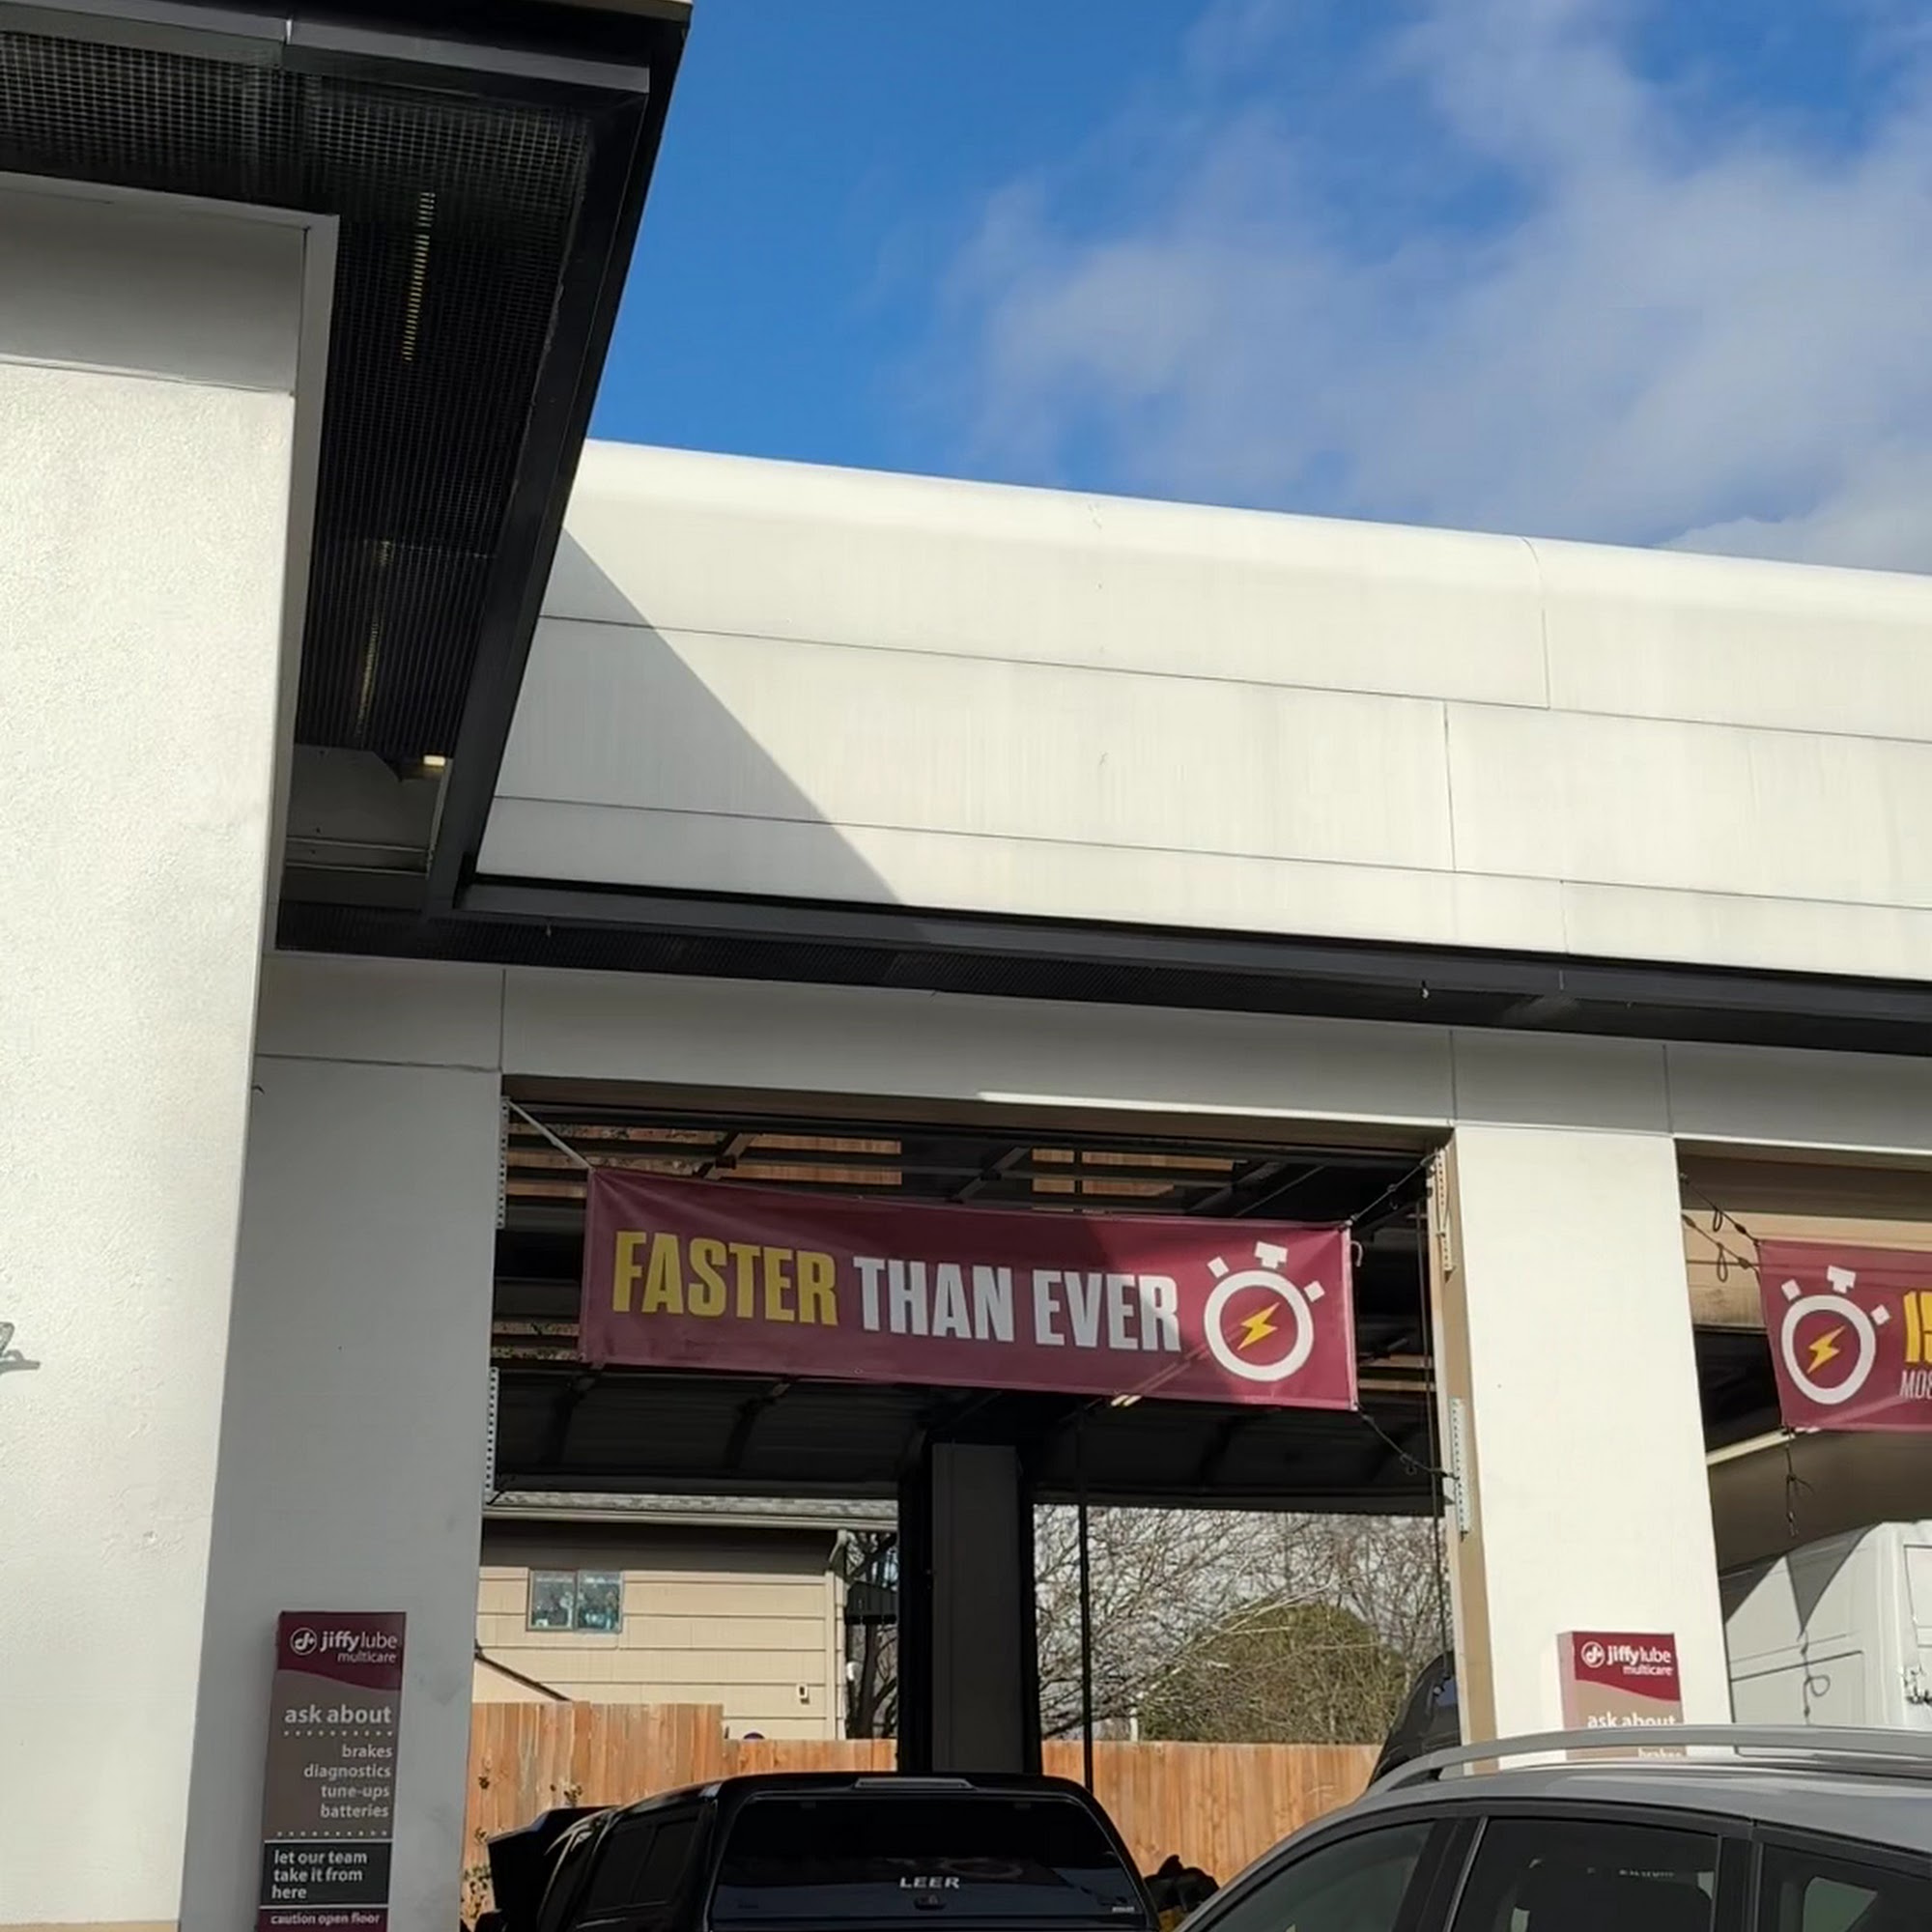 FASTER THAN EVER
MOS
jiffylube
multicare
ask about
brakes
diagnostics
tune-ups
batteries
let our team
take it from
here
caution open floor
jiffylube
multicare
ask about
LEER